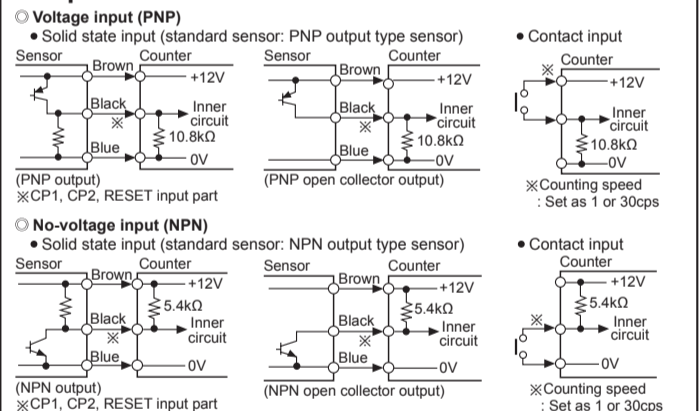 ◎ Voltage input (PNP)
● Solid state input (standard sensor: PNP output type sensor)
Sensor Counter
Brown
+12V
Black
Inner
circuit
※
10.8kΩ
Blue
0V
(PNP output)
※CP1, CP2, RESET input part
Sensor Counter
Brown
+12V
Black
Inner
circuit
※
10.8kΩ
Blue
0V
(PNP open collector output)
● Contact input
Counter
※
+12V
Inner
circuit
10.8kΩ
0V
※Counting speed
: Set as 1 or 30cps
◎ No-voltage input (NPN)
● Solid state input (standard sensor: NPN output type sensor)
Sensor Counter
Brown
+12V
5.4kΩ
Black
Inner
circuit
※
Blue
0V
(NPN output)
※CP1, CP2, RESET input part
Sensor Counter
Brown
+12V
5.4kΩ
Black
Inner
circuit
※
Blue
0V
(NPN open collector output)
● Contact input
Counter
+12V
5.4kΩ
※
Inner
circuit
0V
※Counting speed
: Set as 1 or 30cps